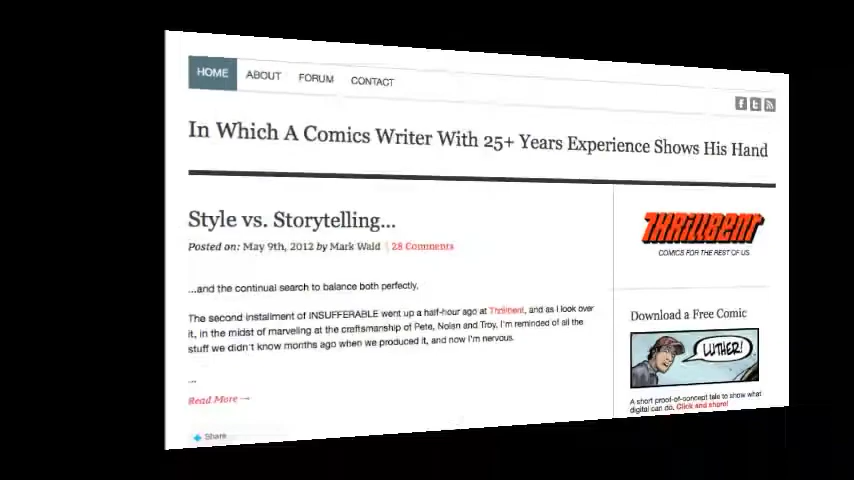 HOME ABOUT FORUM CONTACT
In Which A Comics Writer With 25+ Years Experience Shows His Hand
Style vs. Storytelling...
Posted on: May 9th, 2012 by Mark Waid | 28 Comments
...and the continual search to balance both perfectly.
The second installment of INSUFFERABLE went up a half-hour ago at Thrillbent, and as I look over
it, in the midst of marveling at the craftsmanship of Pete, Nolan and Troy, I'm reminded of all the
stuff we didn't know months ago when we produced it, and now I'm nervous.
...
Read More →
Share
THRiLLBENT
COMICS FOR THE REST OF US
Download a Free Comic
LUTHER!
A short proof-of-concept tale to show what
digital can do. Click and share!